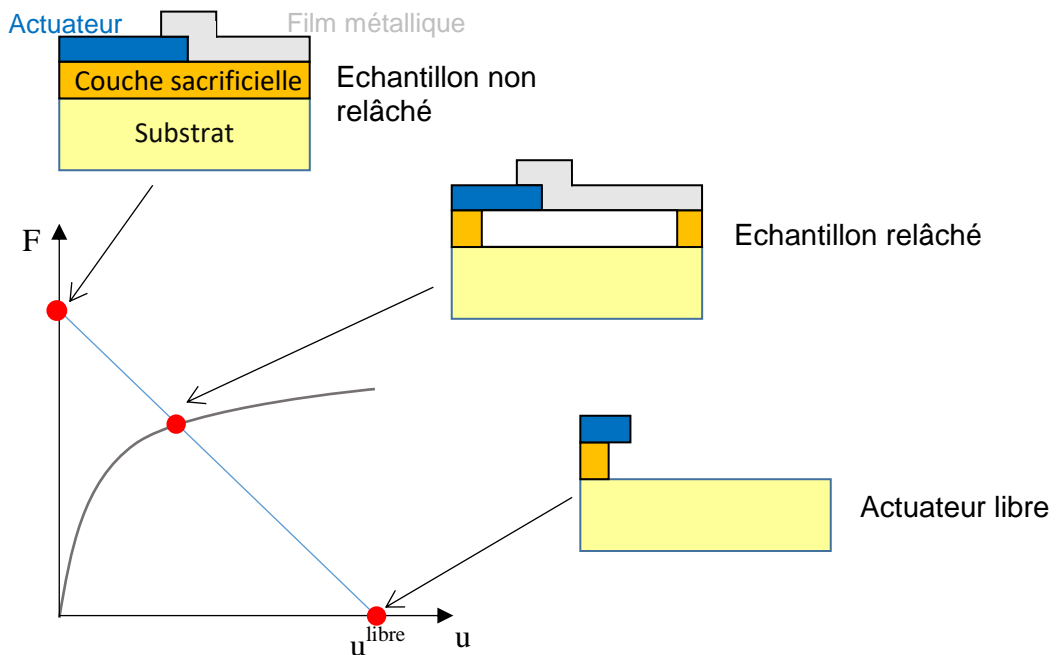 Actuateur
Film métallique
Couche sacrificielle
Substrat
Echantillon non
relâché
Echantillon relâché
Actuateur libre
F
u libre
u